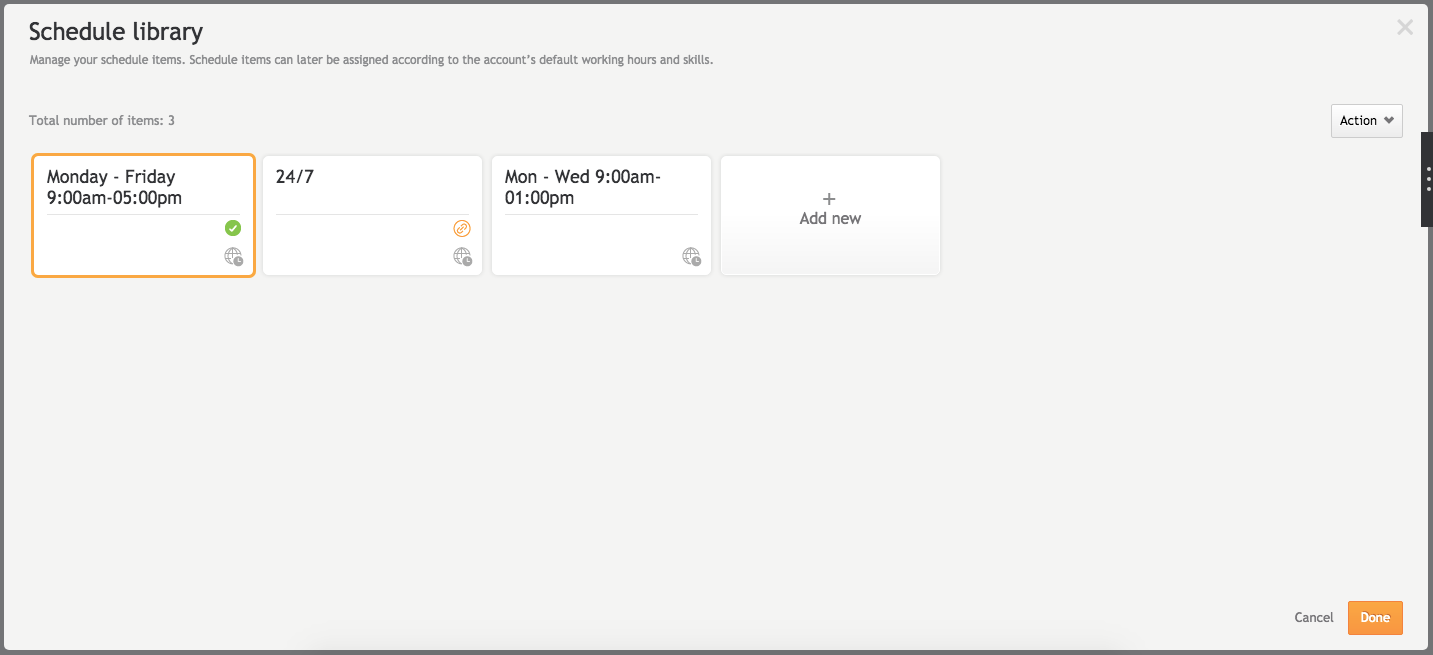 Schedule library
Manage your schedule items. Schedule items can later be assigned according to the account's default working hours and skills.
Total number of items: 3
Action
Monday - Friday
9:00am-05:00pm
24/7
Mon - Wed 9:00am-
01:00pm
Add new
Cancel
Done